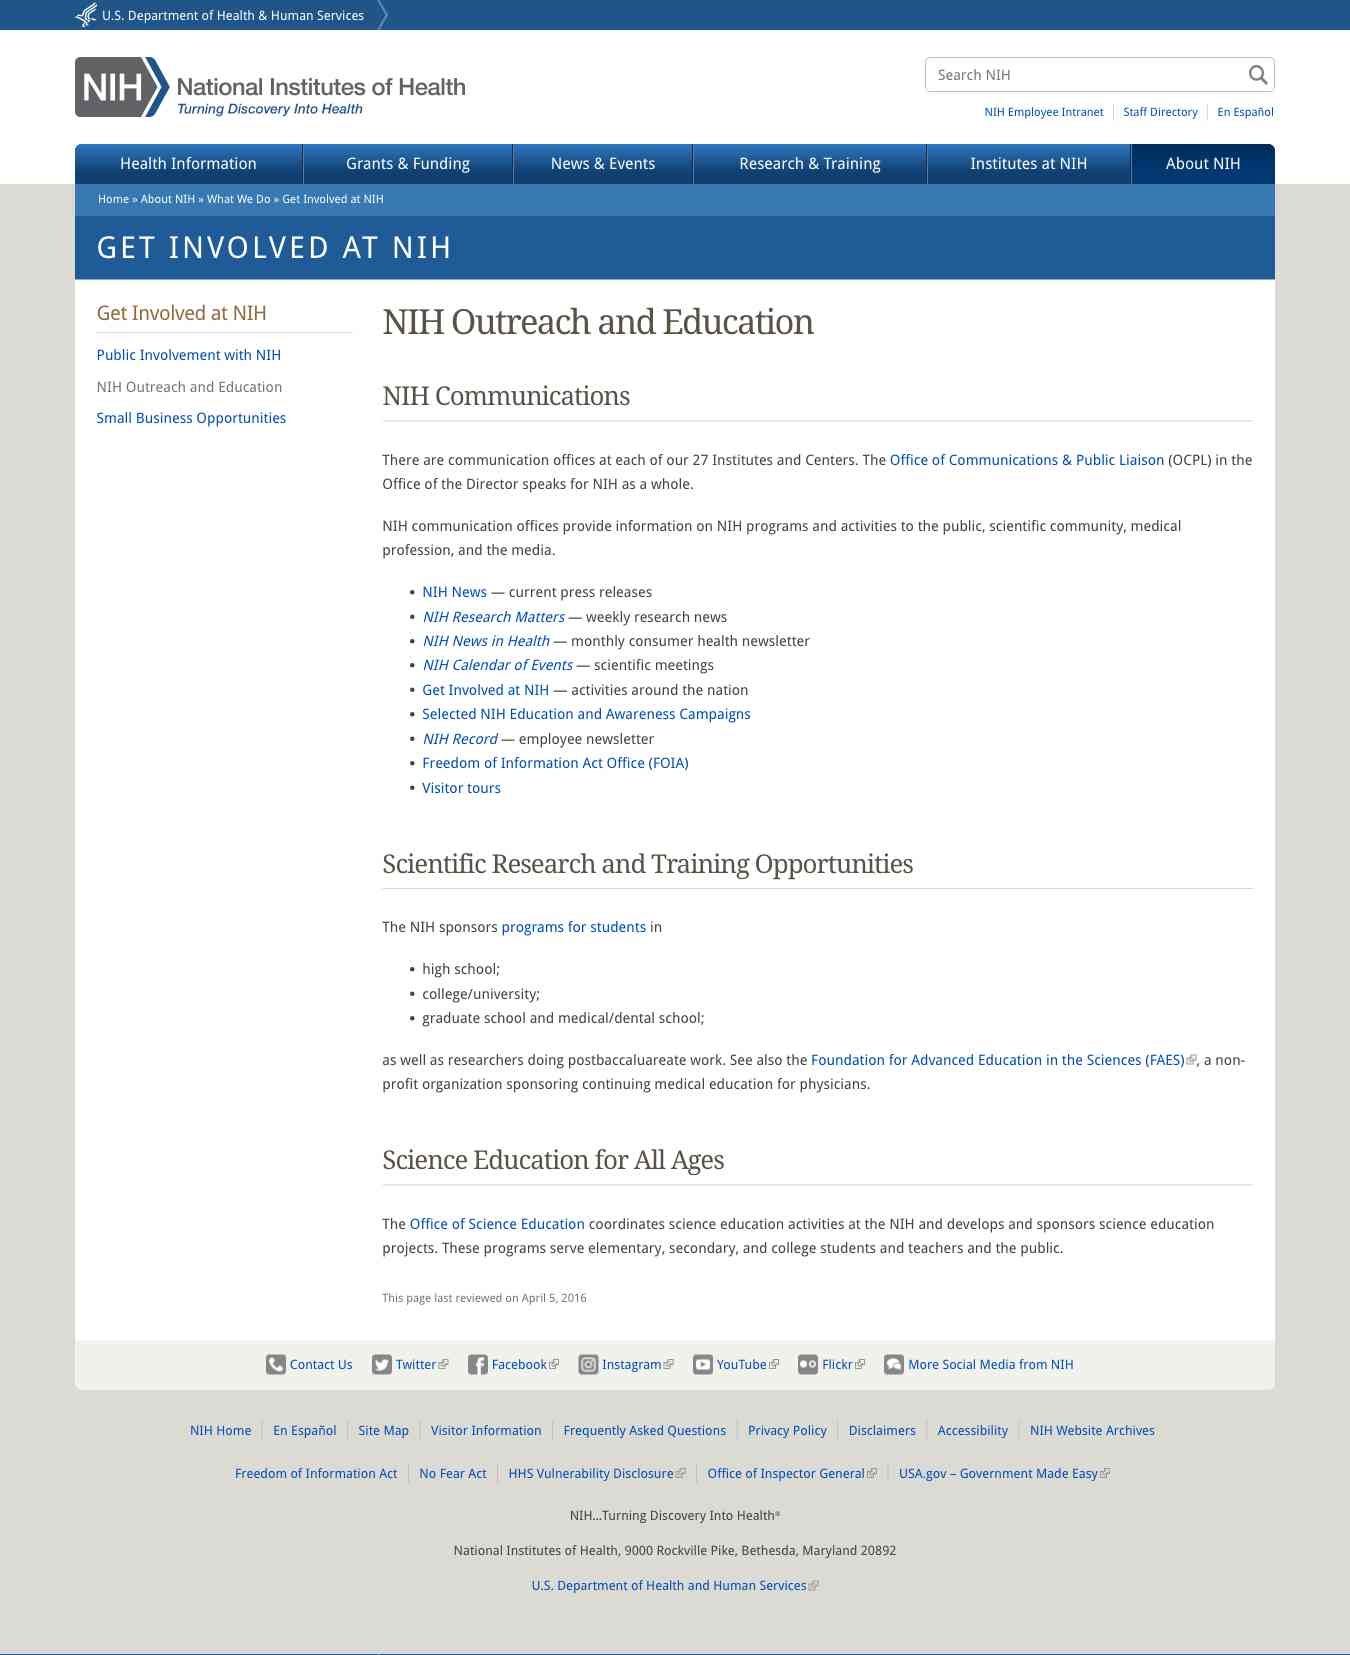 U.S. Department of Health & Human Services
NIH National Institutes of Health
Turning Discovery Into Health
Search NIH
NIH Employee Intranet
Staff Directory
En Español
Health Information
Grants & Funding
News & Events
Research & Training
Institutes at NIH
About NIH
Home » About NIH » What We Do » Get Involved at NIH
GET INVOLVED AT NIH
Get Involved at NIH
Public Involvement with NIH
NIH Outreach and Education
Small Business Opportunities
NIH Outreach and Education
NIH Communications
There are communication offices at each of our 27 Institutes and Centers. The Office of Communications & Public Liaison (OCPL) in the
Office of the Director speaks for NIH as a whole.
NIH communication offices provide information on NIH programs and activities to the public, scientific community, medical
profession, and the media.
• NIH News — current press releases
• NIH Research Matters — weekly research news
• NIH News in Health — monthly consumer health newsletter
• NIH Calendar of Events — scientific meetings
• Get Involved at NIH — activities around the nation
• Selected NIH Education and Awareness Campaigns
• NIH Record — employee newsletter
• Freedom of Information Act Office (FOIA)
• Visitor tours
Scientific Research and Training Opportunities
The NIH sponsors programs for students in
• high school;
• college/university;
• graduate school and medical/dental school;
as well as researchers doing postbaccaluareate work. See also the Foundation for Advanced Education in the Sciences (FAES), a non-
profit organization sponsoring continuing medical education for physicians.
Science Education for All Ages
The Office of Science Education coordinates science education activities at the NIH and develops and sponsors science education
projects. These programs serve elementary, secondary, and college students and teachers and the public.
This page last reviewed on April 5, 2016
Contact Us
Twitter
Facebook
Instagram
YouTube
Flickr
More Social Media from NIH
NIH Home
En Español
Site Map
Visitor Information
Frequently Asked Questions
Privacy Policy
Disclaimers
Accessibility
NIH Website Archives
Freedom of Information Act
No Fear Act
HHS Vulnerability Disclosure
Office of Inspector General
USA.gov – Government Made Easy
NIH…Turning Discovery Into Health®
National Institutes of Health, 9000 Rockville Pike, Bethesda, Maryland 20892
U.S. Department of Health and Human Services